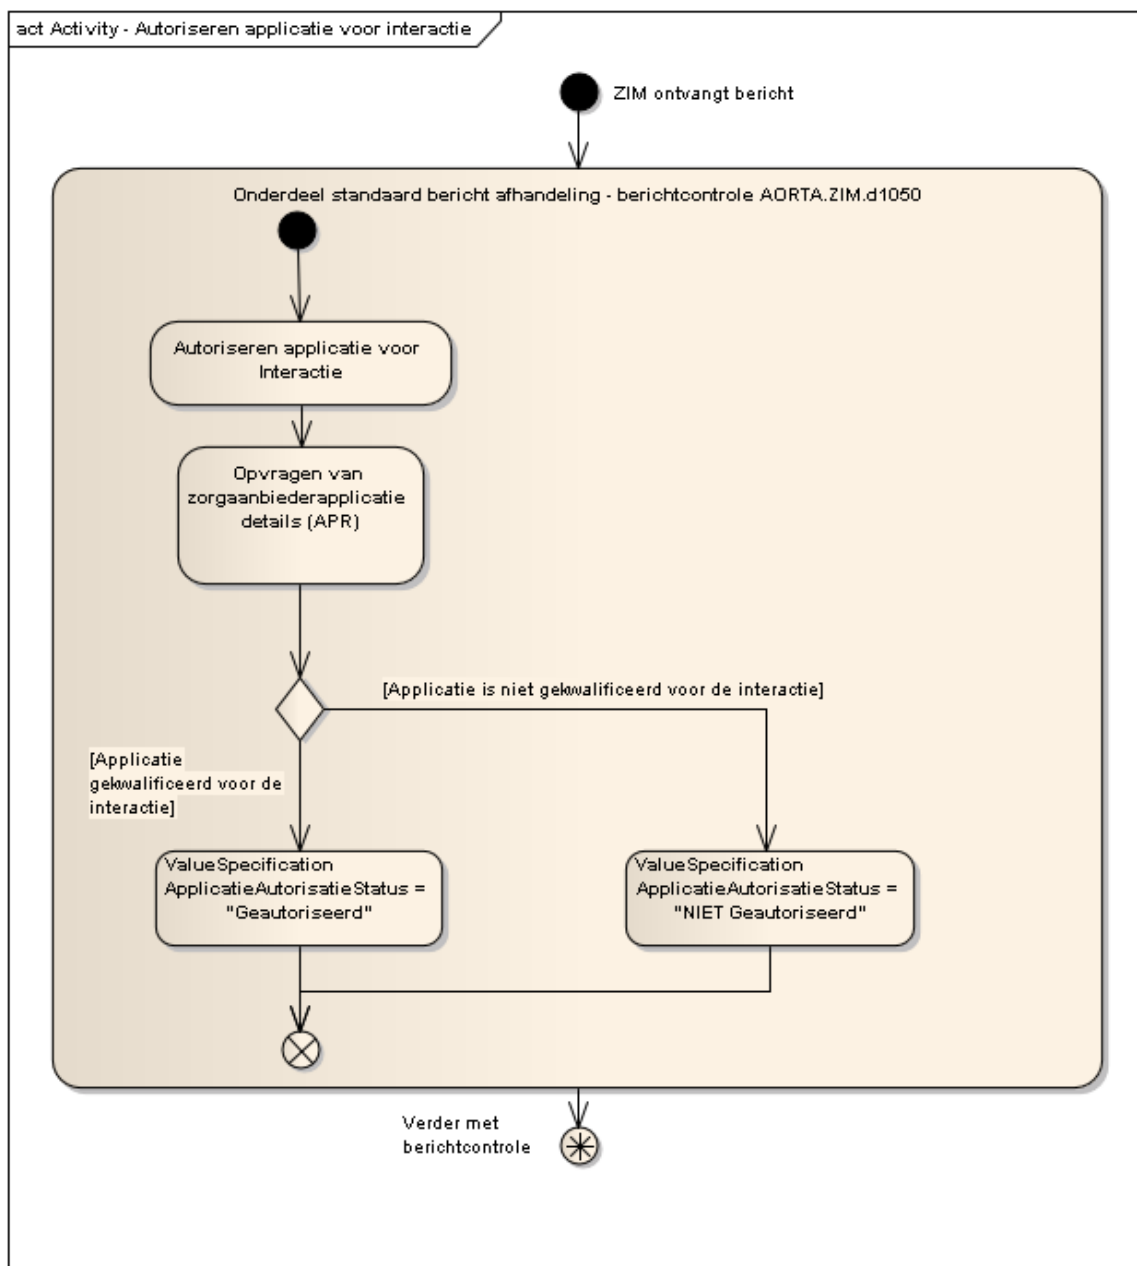 act Activity - Autoriseren applicatie voor interactie
ZIM ontvangt bericht
Onderdeel standaard bericht afhandeling - berichtcontrole AORTA.ZIM.d1050
Autoriseren applicatie voor
Interactie
Opvragen van
zorgaanbiederapplicatie
details (APR)
[Applicatie is niet gekwalificeerd voor de interactie]
[Applicatie
gekwalificeerd voor de
interactie]
ValueSpecification
ApplicatieAutorisatieStatus =
"Geautoriseerd"
ValueSpecification
ApplicatieAutorisatieStatus =
"NIET Geautoriseerd"
Verder met
berichtcontrole